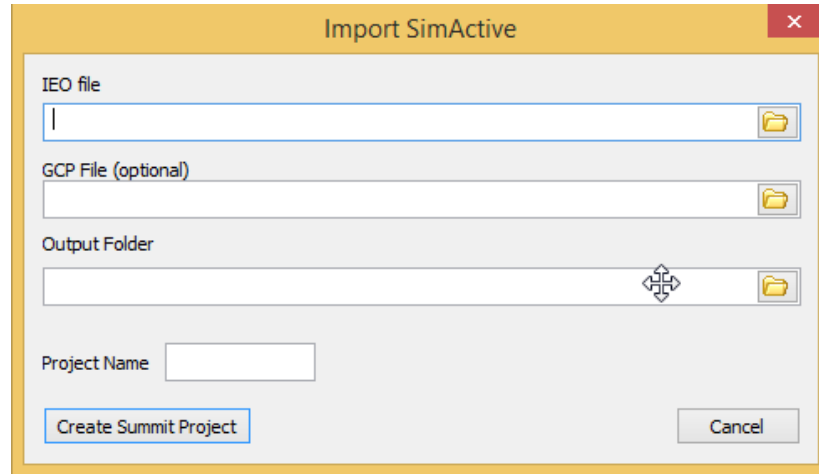 Import SimActive
IEO file
GCP File (optional)
Output Folder
Project Name
Create Summit Project
Cancel